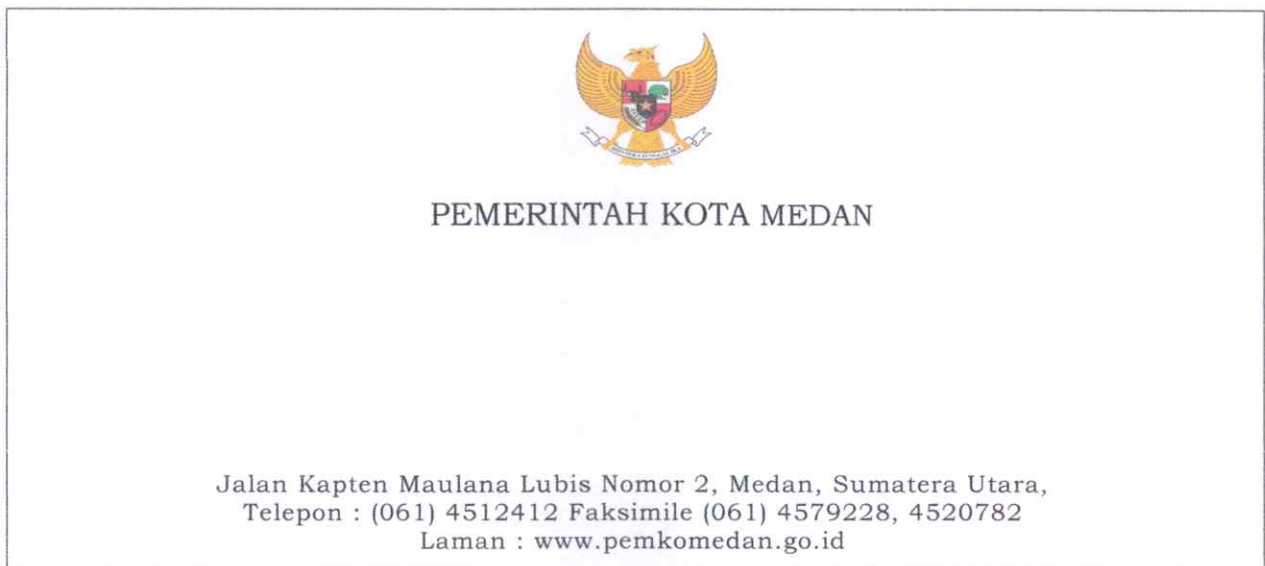 PEMERINTAH KOTA MEDAN
Jalan Kapten Maulana Lubis Nomor 2, Medan, Sumatera Utara,
Telepon : (061) 4512412 Faksimile (061) 4579228, 4520782
Laman : www.pemkomedan.go.id